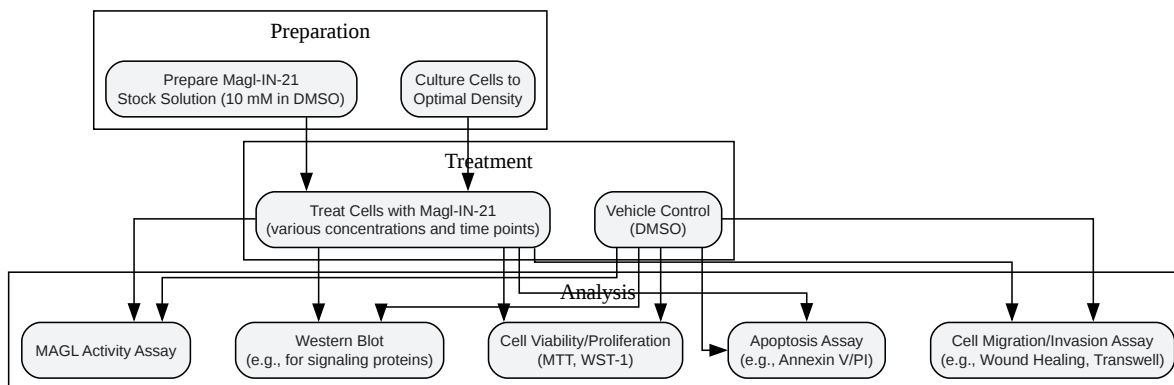 Preparation
Prepare Magl-IN-21
Stock Solution (10 mM in DMSO)
Culture Cells to
Optimal Density
Treatment
Treat Cells with Magl-IN-21
(various concentrations and time points)
Vehicle Control
(DMSO)
Analysis
MAGL Activity Assay
Western Blot
(e.g., for signaling proteins)
Cell Viability/Proliferation
(MTT, WST-1)
Apoptosis Assay
(e.g., Annexin V/PI)
Cell Migration/Invasion Assay
(e.g., Wound Healing, Transwell)